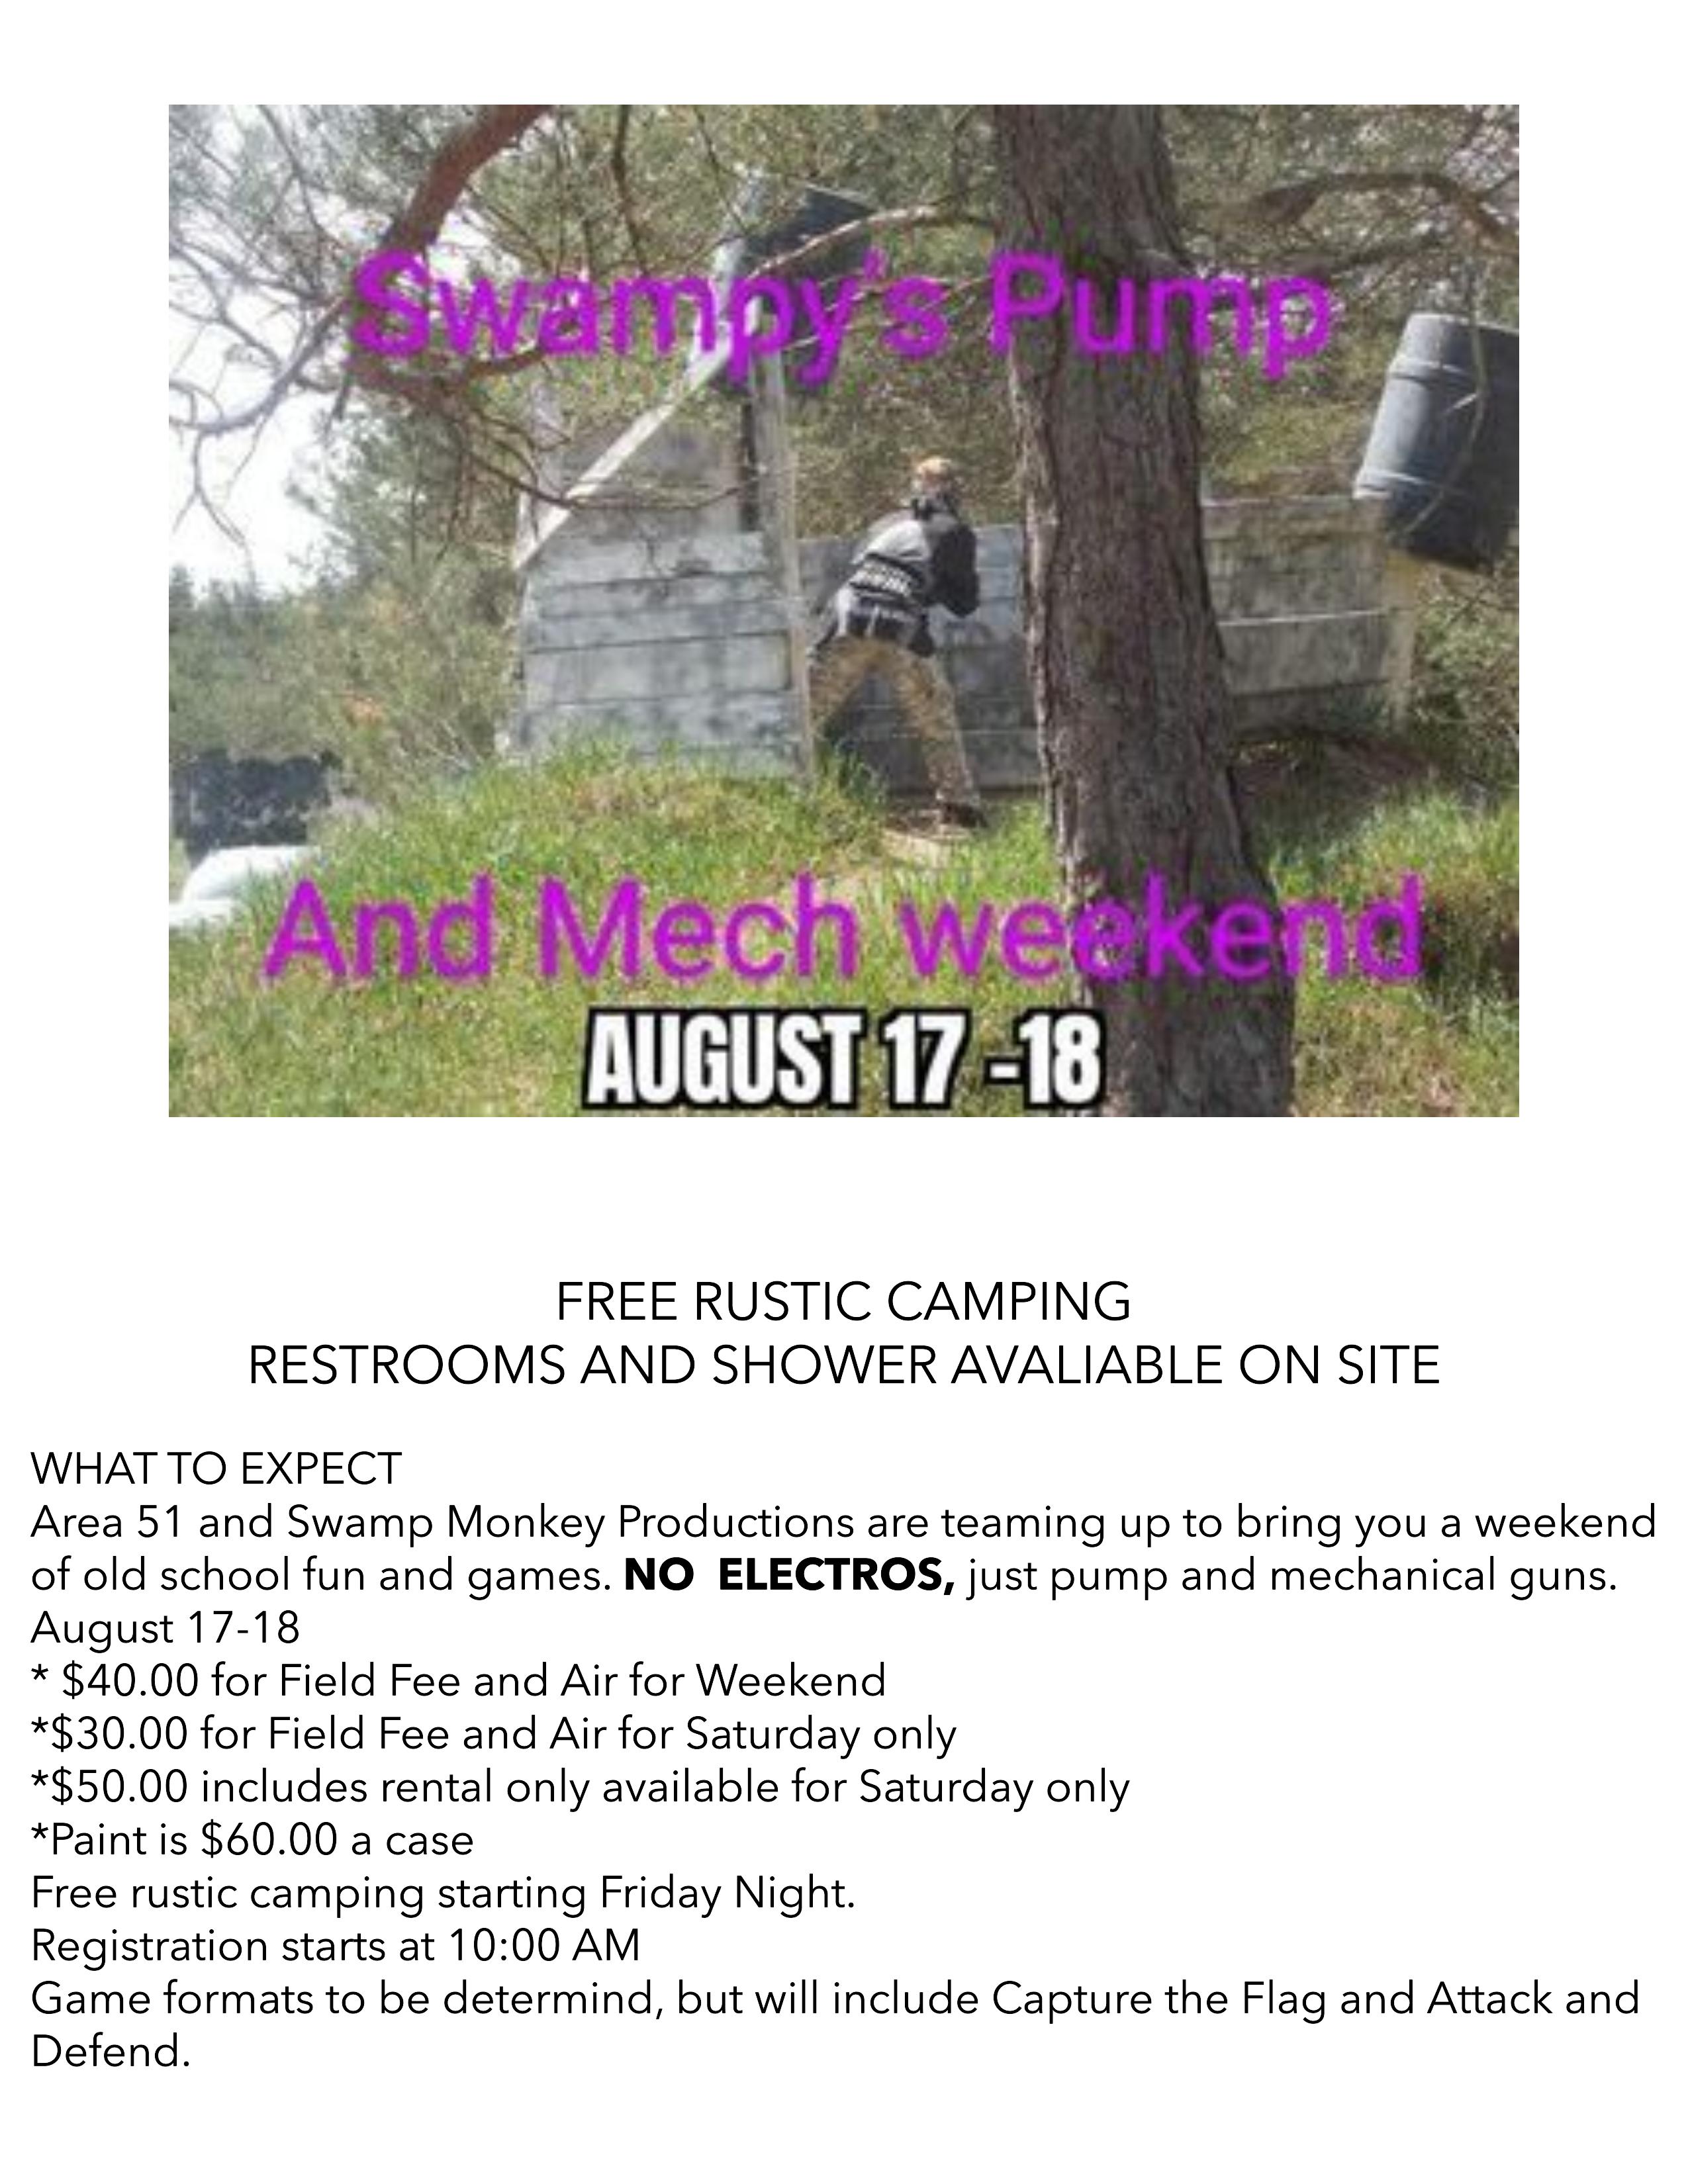 Swampy's Pump
And Mech weekend
AUGUST 17 -18
FREE RUSTIC CAMPING
RESTROOMS AND SHOWER AVALIABLE ON SITE
WHAT TO EXPECT
Area 51 and Swamp Monkey Productions are teaming up to bring you a weekend
of old school fun and games. NO  ELECTROS, just pump and mechanical guns.
August 17-18
* $40.00 for Field Fee and Air for Weekend
*$30.00 for Field Fee and Air for Saturday only
*$50.00 includes rental only available for Saturday only
*Paint is $60.00 a case
Free rustic camping starting Friday Night.
Registration starts at 10:00 AM
Game formats to be determind, but will include Capture the Flag and Attack and
Defend.